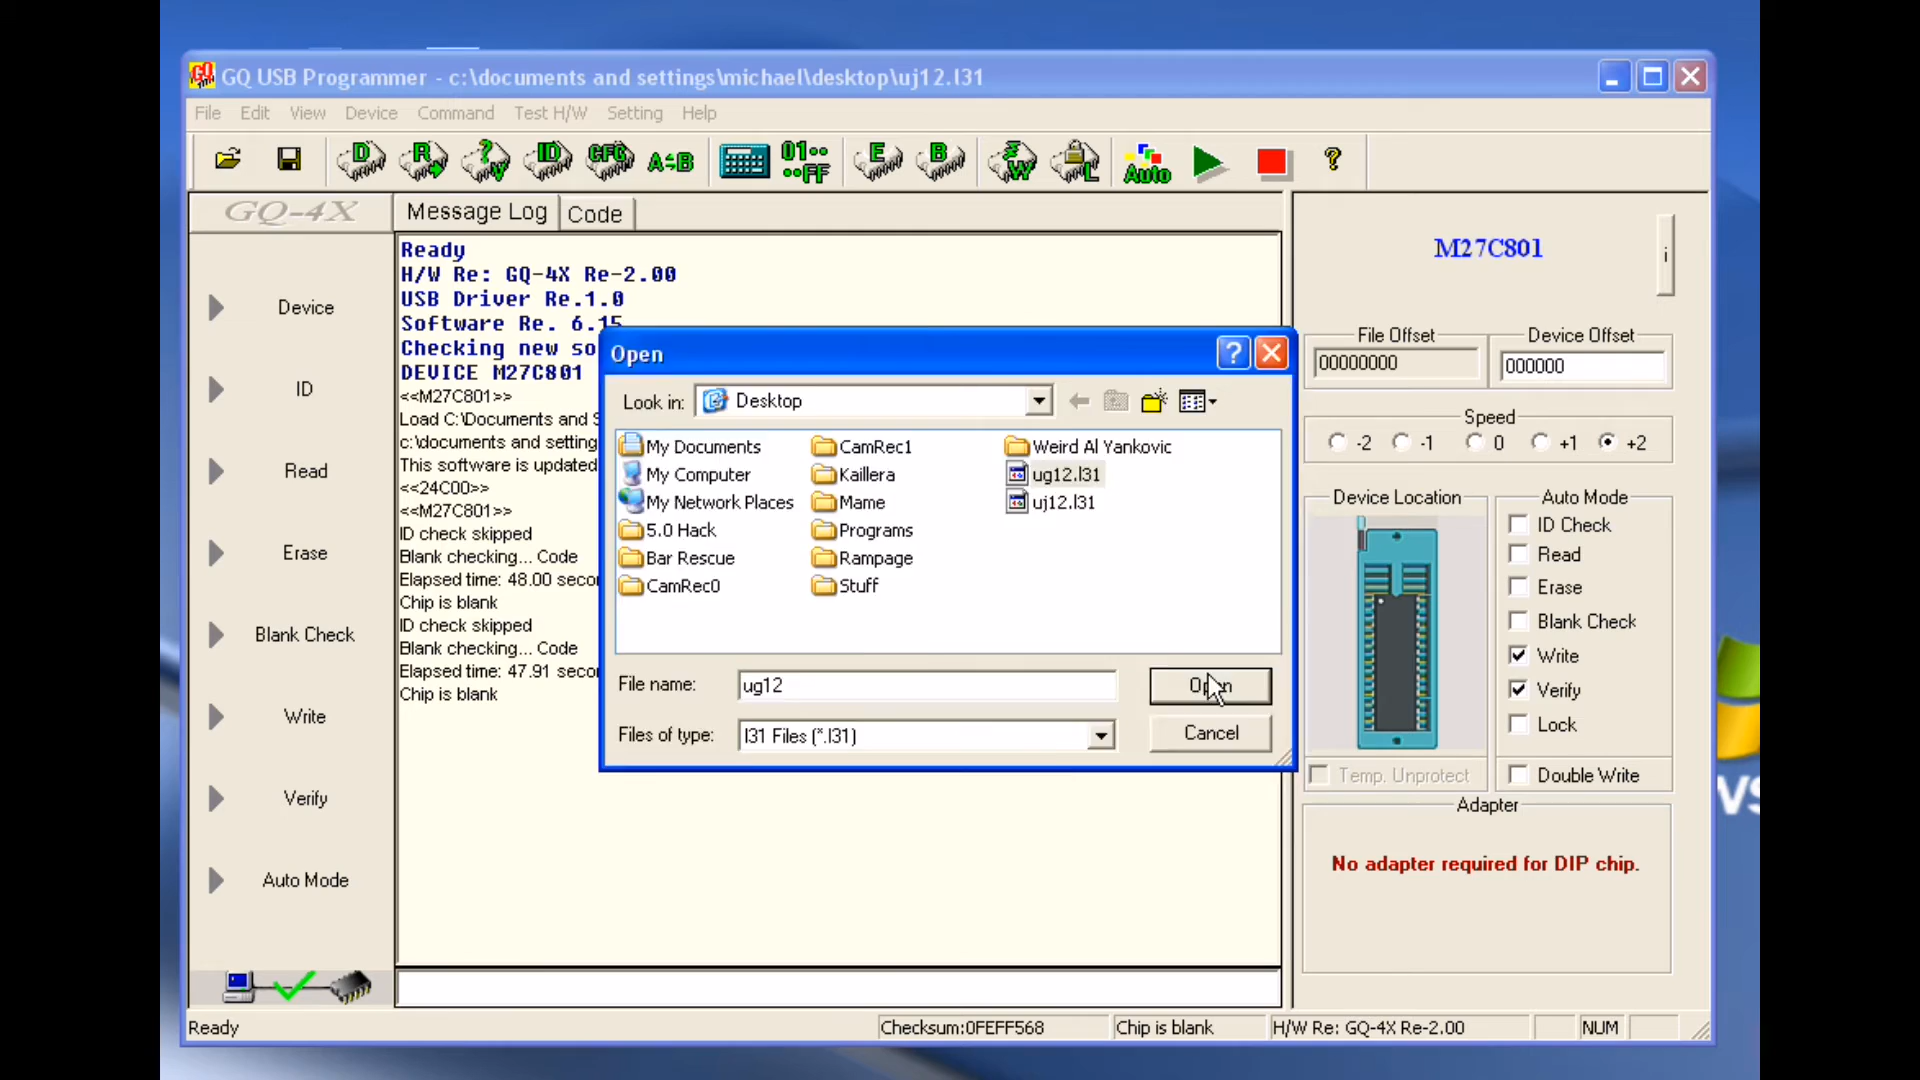 GQ USB Programmer - c:\documents and settings\michael\desktop\uj12.l31
File Edit View Device Command Test H/W Setting Help
D R ? V ID CFG A=B 01•• ••FF E B E W L Auto ?
GQ-4X
Message Log Code
Device
ID
Read
Erase
Blank Check
Write
Verify
Auto Mode
Ready
H/W Re: GQ-4X Re-2.00
USB Driver Re.1.0
Software Re. 6.15
Checking new so
DEVICE M27C801
<<M27C801>>
Load C:\Documents and S
c:\documents and setting
This software is updated
<<24C00>>
<<M27C801>>
ID check skipped
Blank checking... Code
Elapsed time: 48.00 seco
Chip is blank
ID check skipped
Blank checking... Code
Elapsed time: 47.91 seco
Chip is blank
Open
Look in: Desktop
My Documents
My Computer
My Network Places
5.0 Hack
Bar Rescue
CamRec0
CamRec1
Kaillera
Mame
Programs
Rampage
Stuff
Weird Al Yankovic
ug12.l31
uj12.l31
File name: ug12
Open
Files of type: l31 Files (*.l31)
Cancel
M27C801
i
File Offset
00000000
Device Offset
000000
Speed
-2 -1 0 +1 +2
Device Location
Temp. Unprotect
Auto Mode
ID Check
Read
Erase
Blank Check
Write
Verify
Lock
Double Write
Adapter
No adapter required for DIP chip.
Ready
Checksum:0FEFF568
Chip is blank
H/W Re: GQ-4X Re-2.00
NUM